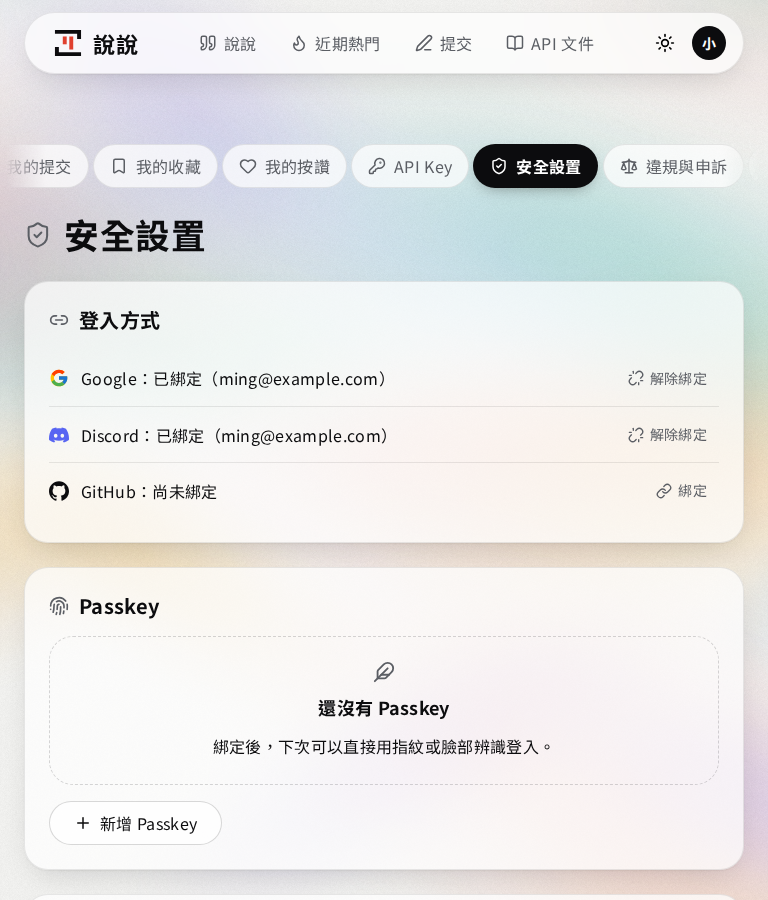 說說
說說
近期熱門
提交
API 文件
小
我的提交
我的收藏
我的按讚
API Key
安全設置
違規與申訴
安全設置
登入方式
Google：已綁定（ming@example.com）
解除綁定
Discord：已綁定（ming@example.com）
解除綁定
GitHub：尚未綁定
綁定
Passkey
還沒有 Passkey
綁定後，下次可以直接用指紋或臉部辨識登入。
新增 Passkey